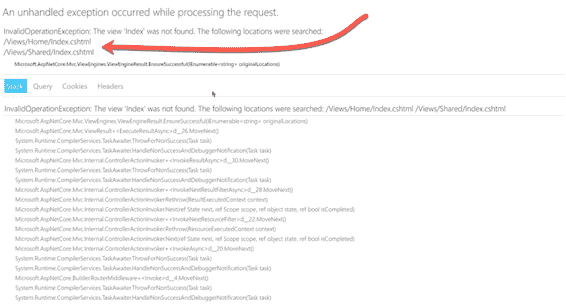 An unhandled exception occurred while processing the request.
InvalidOperationException: The view 'Index' was not found. The following locations were searched:
/Views/Home/Index.cshtml
/Views/Shared/Index.cshtml
Microsoft.AspNetCore.Mvc.ViewEngines.ViewEngineResult.EnsureSuccessful(IEnumerable<string> originalLocations)
Stack Query Cookies Headers
InvalidOperationException: The view 'Index' was not found. The following locations were searched: /Views/Home/Index.cshtml /Views/Shared/Index.cshtml
Microsoft.AspNetCore.Mvc.ViewEngines.ViewEngineResult.EnsureSuccessful(IEnumerable<string> originalLocations)
Microsoft.AspNetCore.Mvc.ViewResult+<ExecuteResultAsync>d__26.MoveNext()
System.Runtime.CompilerServices.TaskAwaiter.ThrowForNonSuccess(Task task)
System.Runtime.CompilerServices.TaskAwaiter.HandleNonSuccessAndDebuggerNotification(Task task)
Microsoft.AspNetCore.Mvc.Internal.ControllerActionInvoker+<InvokeResultAsync>d__30.MoveNext()
System.Runtime.CompilerServices.TaskAwaiter.ThrowForNonSuccess(Task task)
System.Runtime.CompilerServices.TaskAwaiter.HandleNonSuccessAndDebuggerNotification(Task task)
Microsoft.AspNetCore.Mvc.Internal.ControllerActionInvoker+<InvokeNextResultFilterAsync>d__28.MoveNext()
Microsoft.AspNetCore.Mvc.Internal.ControllerActionInvoker.Rethrow(ResultExecutedContext context)
Microsoft.AspNetCore.Mvc.Internal.ControllerActionInvoker.Next(ref State next, ref Scope scope, ref object state, ref bool isCompleted)
Microsoft.AspNetCore.Mvc.Internal.ControllerActionInvoker+<InvokeNextResourceFilter>d__22.MoveNext()
Microsoft.AspNetCore.Mvc.Internal.ControllerActionInvoker.Rethrow(ResourceExecutedContext context)
Microsoft.AspNetCore.Mvc.Internal.ControllerActionInvoker.Next(ref State next, ref Scope scope, ref object state, ref bool isCompleted)
Microsoft.AspNetCore.Mvc.Internal.ControllerActionInvoker+<InvokeAsync>d__20.MoveNext()
System.Runtime.CompilerServices.TaskAwaiter.ThrowForNonSuccess(Task task)
System.Runtime.CompilerServices.TaskAwaiter.HandleNonSuccessAndDebuggerNotification(Task task)
Microsoft.AspNetCore.Builder.RouterMiddleware+<Invoke>d__4.MoveNext()
System.Runtime.CompilerServices.TaskAwaiter.ThrowForNonSuccess(Task task)
System.Runtime.CompilerServices.TaskAwaiter.HandleNonSuccessAndDebuggerNotification(Task task)